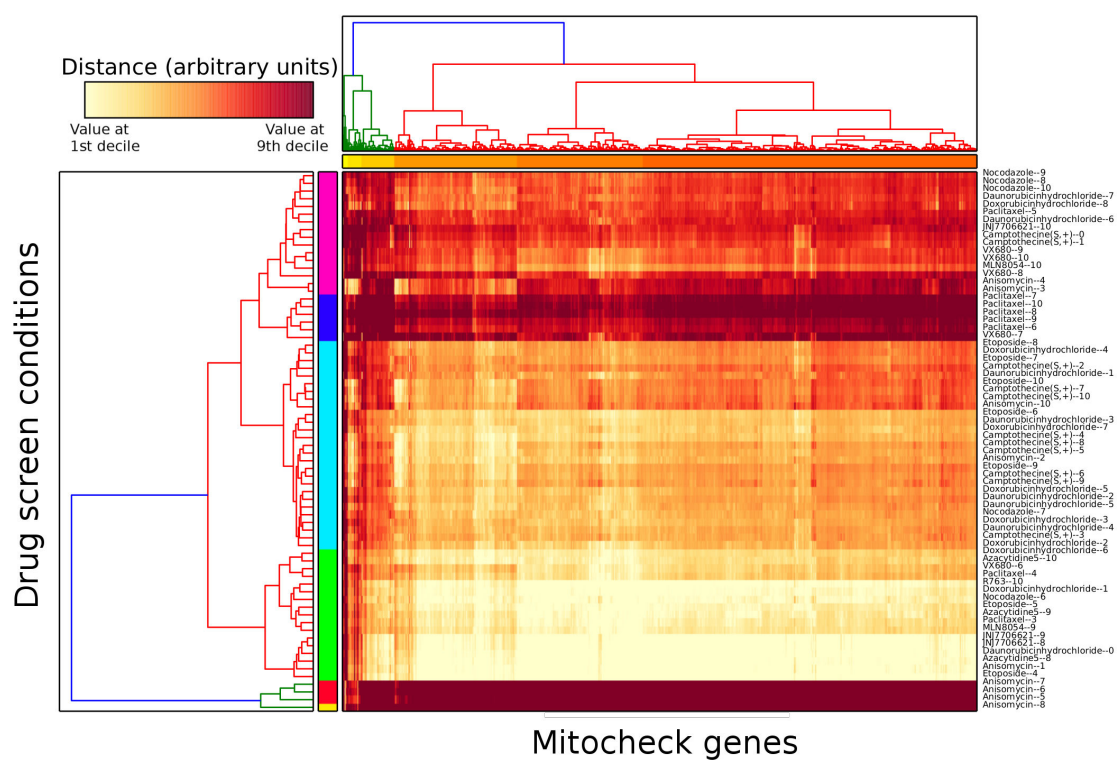 Distance (arbitrary units)
Value at
1st decile
Value at
9th decile
Drug screen conditions
Nocodazole--9
Nocodazole--8
Nocodazole--10
Daunorubicinhydrochloride--7
Doxorubicinhydrochloride--8
Paclitaxel--5
Daunorubicinhydrochloride--6
JNJ7706621--10
Camptothecine(S,+)--0
Camptothecine(S,+)--1
VX680--9
VX680--10
MLN8054--10
VX680--8
Anisomycin--4
Anisomycin--3
Paclitaxel--7
Paclitaxel--10
Paclitaxel--8
Paclitaxel--9
Paclitaxel--6
VX680--7
Etoposide--8
Doxorubicinhydrochloride--4
Etoposide--7
Camptothecine(S,+)--2
Daunorubicinhydrochloride--1
Etoposide--10
Camptothecine(S,+)--7
Camptothecine(S,+)--10
Anisomycin--10
Etoposide--6
Daunorubicinhydrochloride--3
Doxorubicinhydrochloride--7
Camptothecine(S,+)--4
Camptothecine(S,+)--8
Camptothecine(S,+)--5
Anisomycin--2
Etoposide--9
Camptothecine(S,+)--6
Camptothecine(S,+)--9
Doxorubicinhydrochloride--5
Daunorubicinhydrochloride--2
Daunorubicinhydrochloride--5
Nocodazole--7
Doxorubicinhydrochloride--3
Daunorubicinhydrochloride--4
Camptothecine(S,+)--3
Doxorubicinhydrochloride--2
Doxorubicinhydrochloride--6
Azacytidine5--10
VX680--6
Paclitaxel--4
R763--10
Doxorubicinhydrochloride--1
Nocodazole--6
Etoposide--5
Azacytidine5--9
Paclitaxel--3
MLN8054--9
JNJ7706621--9
JNJ7706621--8
Daunorubicinhydrochloride--0
Azacytidine5--8
Anisomycin--1
Etoposide--4
Anisomycin--7
Anisomycin--6
Anisomycin--5
Anisomycin--8
Mitocheck genes